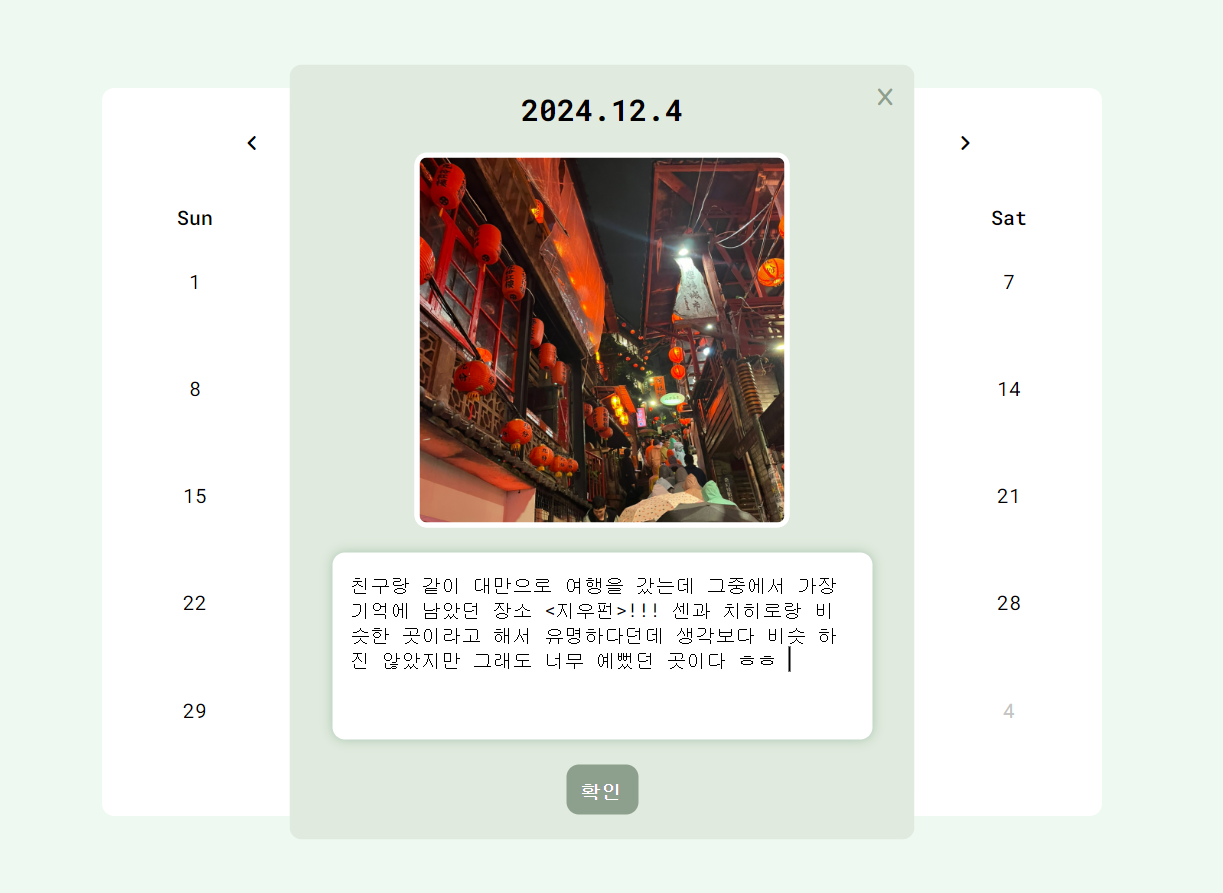 2024.12.4
X
Sun
Sat
1
7
8
14
15
21
22
28
29
4
친구랑 같이 대만으로 여행을 갔는데 그중에서 가장
기억에 남았던 장소 <지우펀>!!! 센과 치히로랑 비
슷한 곳이라고 해서 유명하다던데 생각보다 비슷 하
진 않았지만 그래도 너무 예뻤던 곳이다 ㅎㅎ
확인